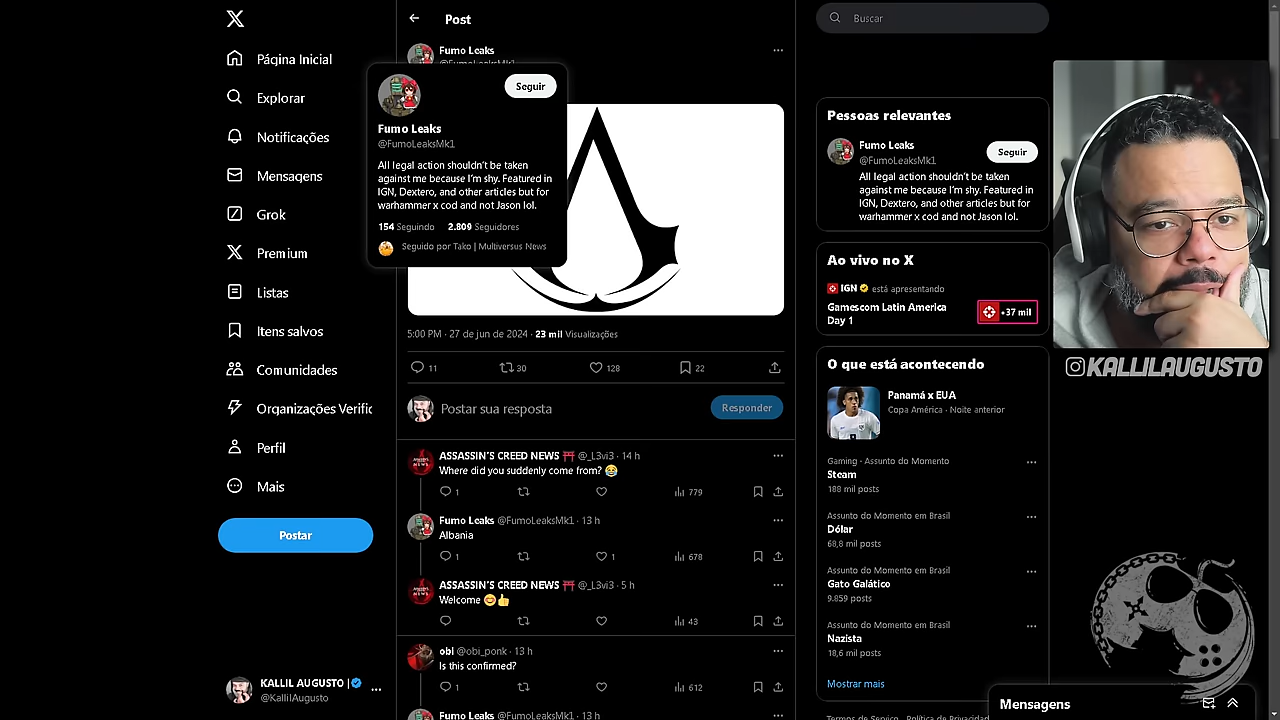 Página Inicial
Explorar
Notificações
Mensagens
Grok
Premium
Listas
Itens salvos
Comunidades
Organizações Verific
Perfil
Mais
Postar
KALLIL AUGUSTO |
@KallilAugusto
Post
Fumo Leaks
@FumoLeaksMk1
Seguir
Fumo Leaks
@FumoLeaksMk1
All legal action shouldn't be taken
against me because I'm shy. Featured in
IGN, Dextero, and other articles but for
warhammer x cod and not Jason lol.
154 Seguindo 2.809 Seguidores
Seguido por Tako | Multiversus News
5:00 PM · 27 de jun de 2024 · 23 mil Visualizações
11 30 128 22
Postar sua resposta
Responder
ASSASSIN'S CREED NEWS ⛩️ @_L3vi3 · 14 h
Where did you suddenly come from? 😂
1 779
Fumo Leaks @FumoLeaksMk1 · 13 h
Albania
1 1 678
ASSASSIN'S CREED NEWS ⛩️ @_L3vi3 · 5 h
Welcome 😊👍
43
obi @obi_ponk · 13 h
Is this confirmed?
1 612
Fumo Leaks @FumoLeaksMk1 · 13 h
Buscar
Pessoas relevantes
Fumo Leaks
@FumoLeaksMk1
Seguir
All legal action shouldn't be taken
against me because I'm shy. Featured in
IGN, Dextero, and other articles but for
warhammer x cod and not Jason lol.
Ao vivo no X
IGN está apresentando
Gamescom Latin America
Day 1
+37 mil
O que está acontecendo
Panamá x EUA
Copa América · Noite anterior
Gaming · Assunto do Momento
Steam
188 mil posts
Assunto do Momento em Brasil
Dólar
68,8 mil posts
Assunto do Momento em Brasil
Gato Galático
9.859 posts
Assunto do Momento em Brasil
Nazista
18,6 mil posts
Mostrar mais
Termos de Serviço Política de Privacidad
Mensagens
KALLILAUGUSTO